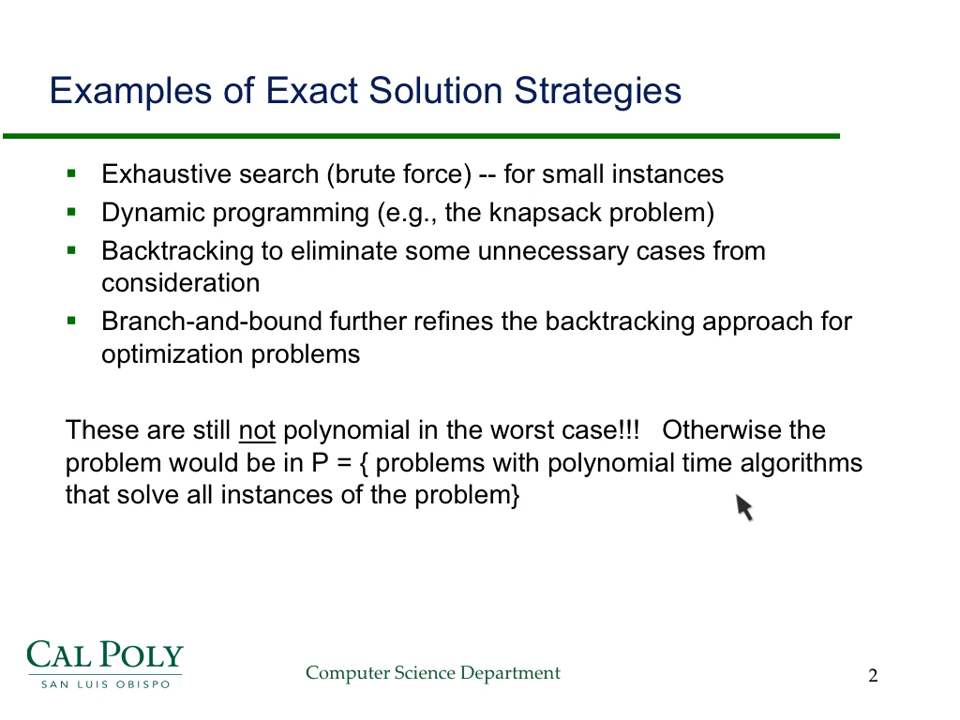 Examples of Exact Solution Strategies
▪ Exhaustive search (brute force) -- for small instances
▪ Dynamic programming (e.g., the knapsack problem)
▪ Backtracking to eliminate some unnecessary cases from
consideration
▪ Branch-and-bound further refines the backtracking approach for
optimization problems
These are still not polynomial in the worst case!!! Otherwise the
problem would be in P = { problems with polynomial time algorithms
that solve all instances of the problem}
CAL POLY
SAN LUIS OBISPO
Computer Science Department
2